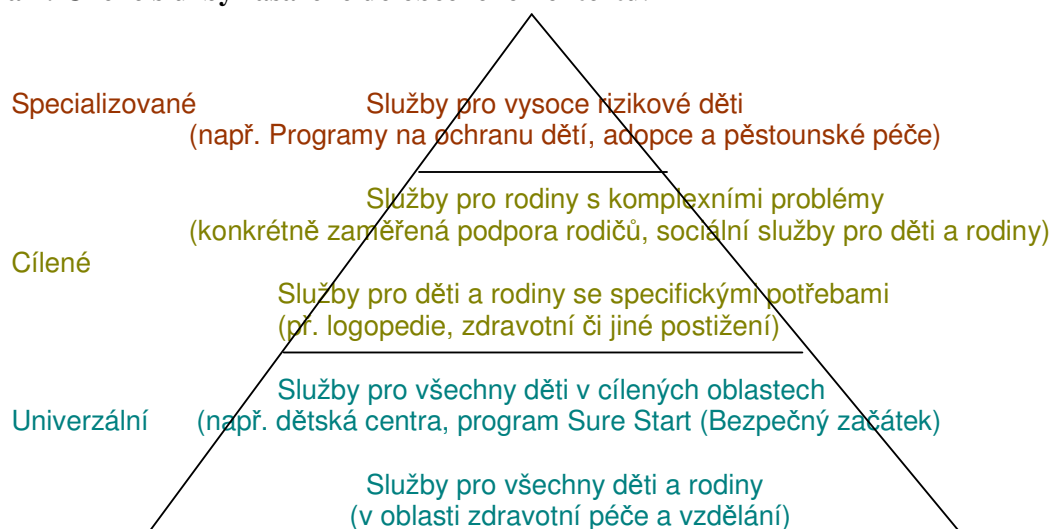 Specializované Služby pro vysoce rizikové děti
(např. Programy na ochranu dětí, adopce a pěstounské péče)
Služby pro rodiny s komplexními problémy
(konkrétně zaměřená podpora rodičů, sociální služby pro děti a rodiny)
Cílené
Služby pro děti a rodiny se specifickými potřebami
(př. logopedie, zdravotní či jiné postižení)
Služby pro všechny děti v cílených oblastech
Univerzální (např. dětská centra, program Sure Start (Bezpečný začátek)
Služby pro všechny děti a rodiny
(v oblasti zdravotní péče a vzdělání)